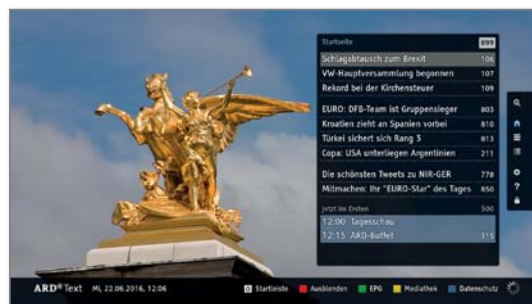 Startseite 899
Schlagabtausch zum Brexit 106
VW-Hauptversammlung begonnen 107
Rekord bei der Kirchensteuer 109
EURO: DFB-Team ist Gruppensieger 803
Kroatien zieht an Spanien vorbei 810
Türkei sichert sich Rang 3 813
Copa: USA unterliegen Argentinien 211
Die schönsten Tweets zu NIR-GER 778
Mitmachen: Ihr "EURO-Star" des Tages 850
Jetzt im Ersten 300
12:00 Tagesschau
12:15 ARD-Buffet 315
ARD Text Mi, 22.06.2016, 12:06 0 Startleiste Ausblenden EPG Mediathek Datenschutz